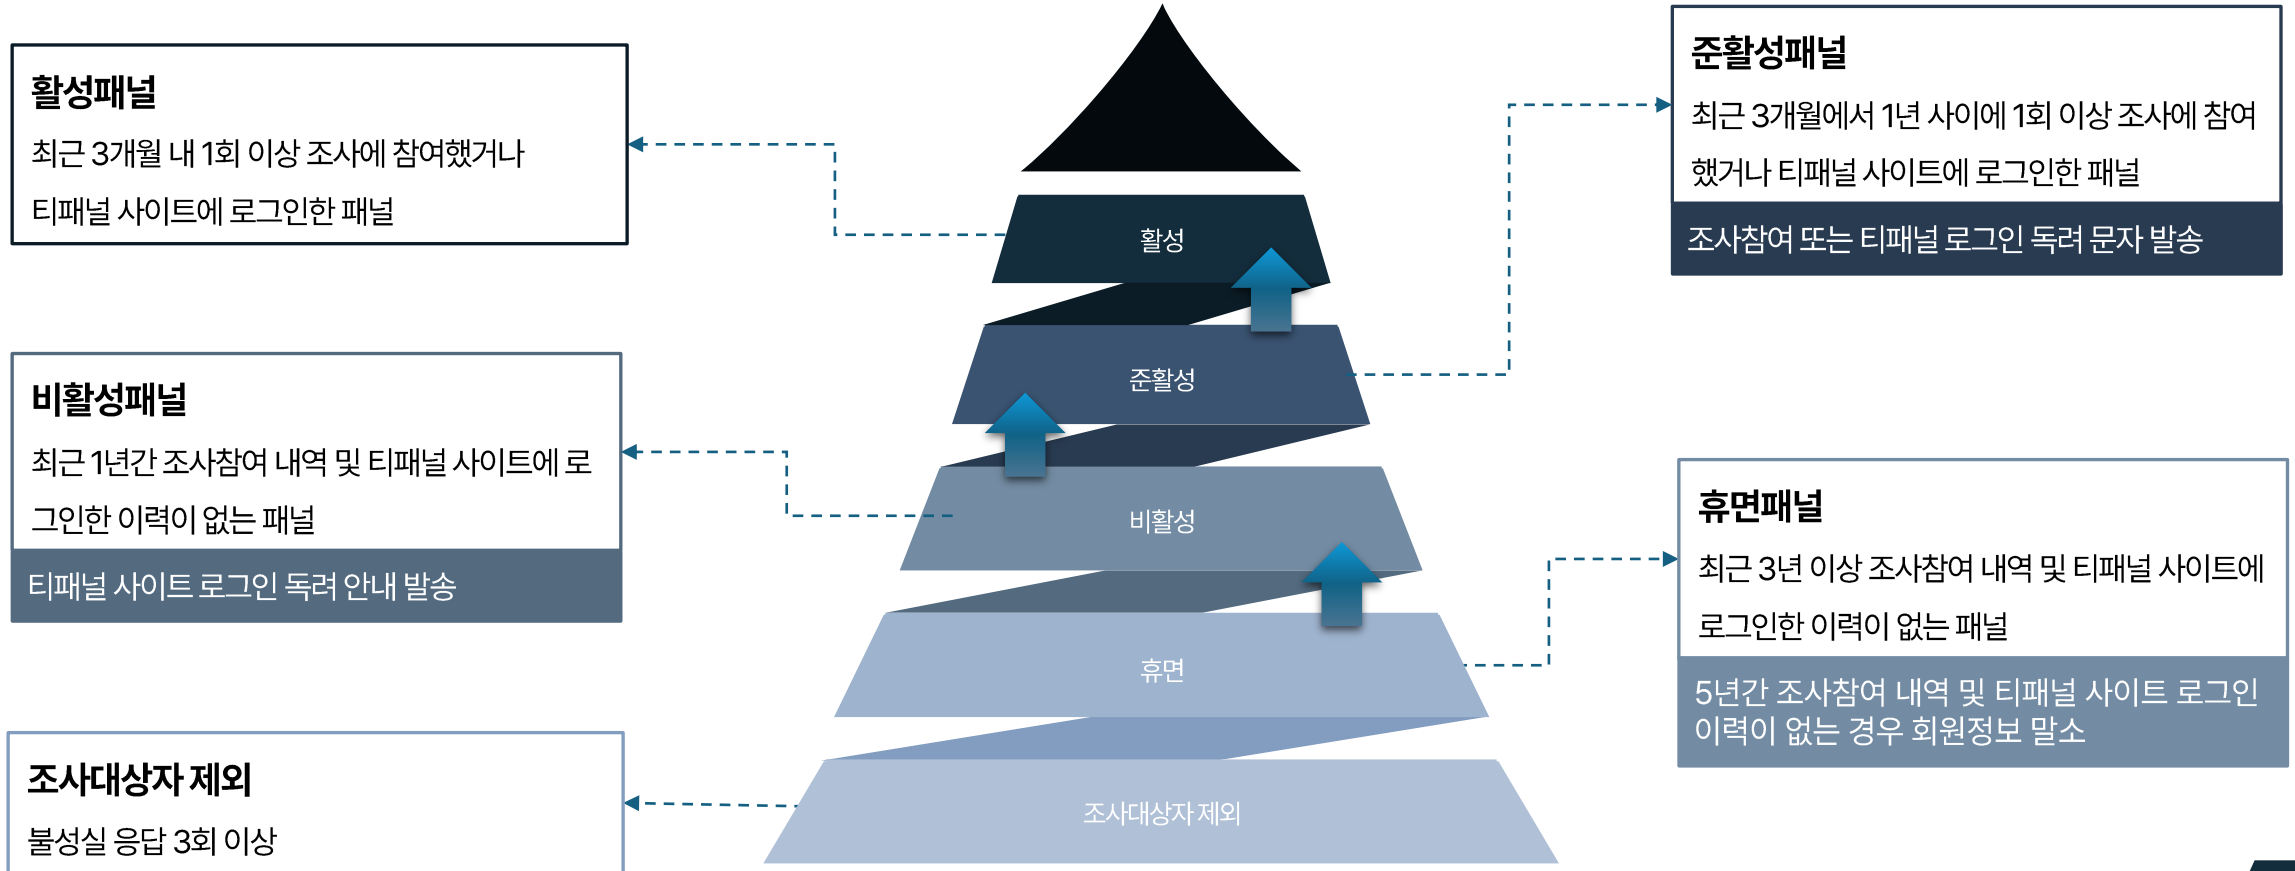 활성패널
최근 3개월 내 1회 이상 조사에 참여했거나
티패널 사이트에 로그인한 패널
준활성패널
최근 3개월에서 1년 사이에 1회 이상 조사에 참여
했거나 티패널 사이트에 로그인한 패널
조사참여 또는 티패널 로그인 독려 문자 발송
비활성패널
최근 1년간 조사참여 내역 및 티패널 사이트에 로
그인한 이력이 없는 패널
티패널 사이트 로그인 독려 안내 발송
휴면패널
최근 3년 이상 조사참여 내역 및 티패널 사이트에
로그인한 이력이 없는 패널
5년간 조사참여 내역 및 티패널 사이트 로그인
이력이 없는 경우 회원정보 말소
조사대상자 제외
불성실 응답 3회 이상
활성
준활성
비활성
휴면
조사대상자 제외